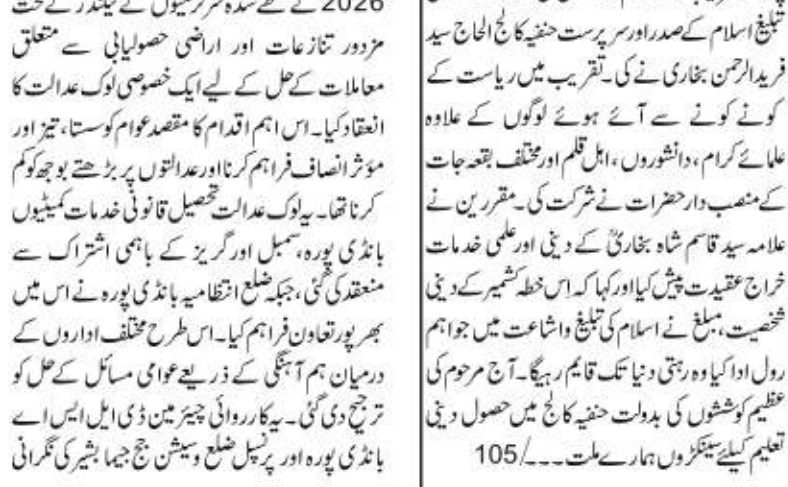 تبلیغ اسلام کے صدر اور سرپرست حنفیہ کالج الحاج سید
فرید الرحمن بخاری نے کی۔ تقریب میں ریاست کے
کونے کونے سے آئے ہوئے لوگوں کے علاوہ
علمائے کرام، دانشوروں، اہل قلم اور مختلف بقعہ جات
کے منصب دار حضرات نے شرکت کی۔ مقررین نے
علامہ سید قاسم شاہ بخاریؒ کے دینی اور علمی خدمات
خراج عقیدت پیش کیا اور کہا کہ اِس خطہ کشمیر کے دینی
شخصیت، مبلغ نے اسلام کی تبلیغ واشاعت میں جو اہم
رول ادا کیا وہ رہتی دنیا تک قایم رہیگا۔ آج مرحوم کی
عظیم کوششوں کی بدولت حنفیہ کالج میں حصول دینی
تعلیم کیلئے سینکڑوں ہمارے ملت۔۔۔/105
2026 کے طے شدہ سرگرمیوں کے کیلنڈر کے تحت
مزدور تنازعات اور اراضی حصولیابی سے متعلق
معاملات کے حل کے لیے ایک خصوصی لوک عدالت کا
انعقاد کیا۔ اس اہم اقدام کا مقصد عوام کو سستا، تیز اور
مؤثر انصاف فراہم کرنا اور عدالتوں پر بڑھتے بوجھ کو کم
کرنا تھا۔ یہ لوک عدالت تحصیل قانونی خدمات کمیٹیوں
بانڈی پورہ، سمبل اور گریز کے باہمی اشتراک سے
منعقد کی گئی، جبکہ ضلع انتظامیہ بانڈی پورہ نے اس میں
بھرپور تعاون فراہم کیا۔ اس طرح مختلف اداروں کے
درمیان ہم آہنگی کے ذریعے عوامی مسائل کے حل کو
ترجیح دی گئی۔ یہ کارروائی چیئرمین ڈی ایل ایس اے
بانڈی پورہ اور پرنسپل ضلع وسیشن جج جیما بشیر کی نگرانی